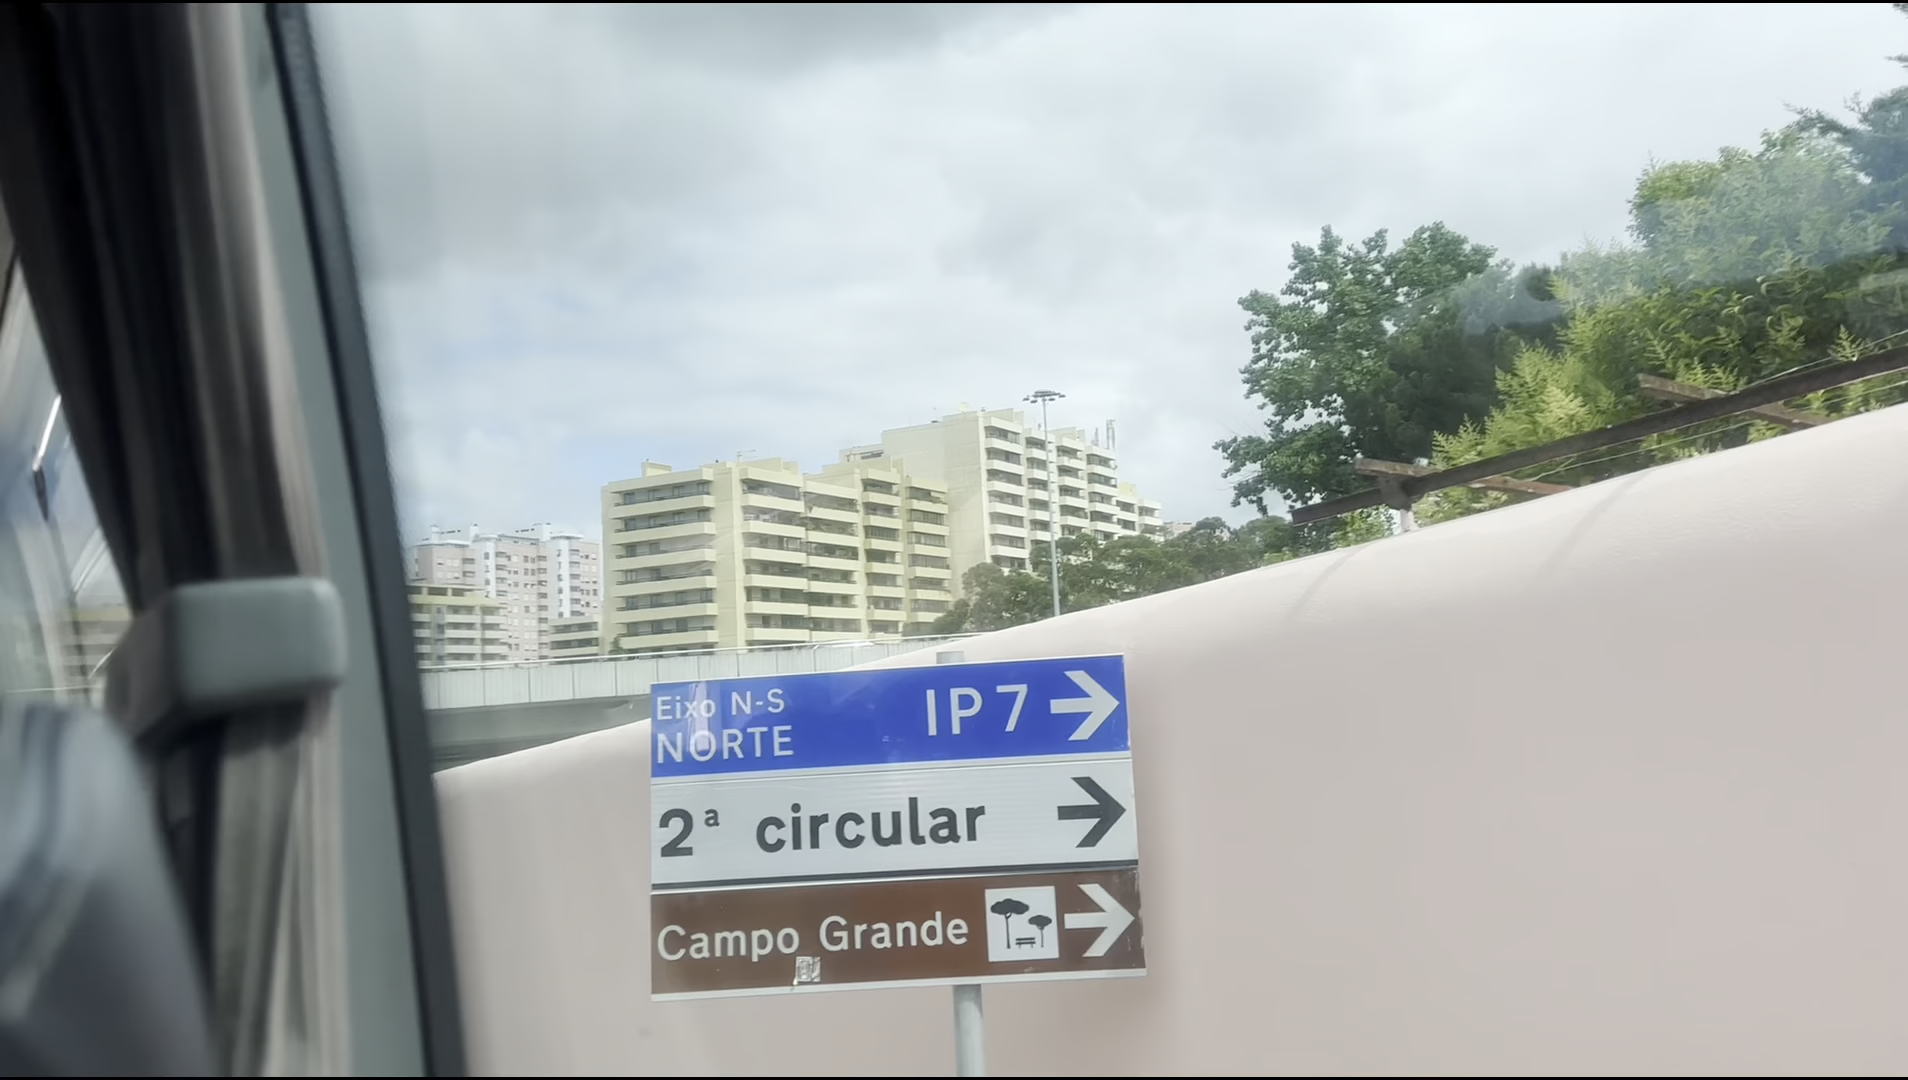 Eixo N-S
NORTE
IP7
2ª circular
Campo Grande